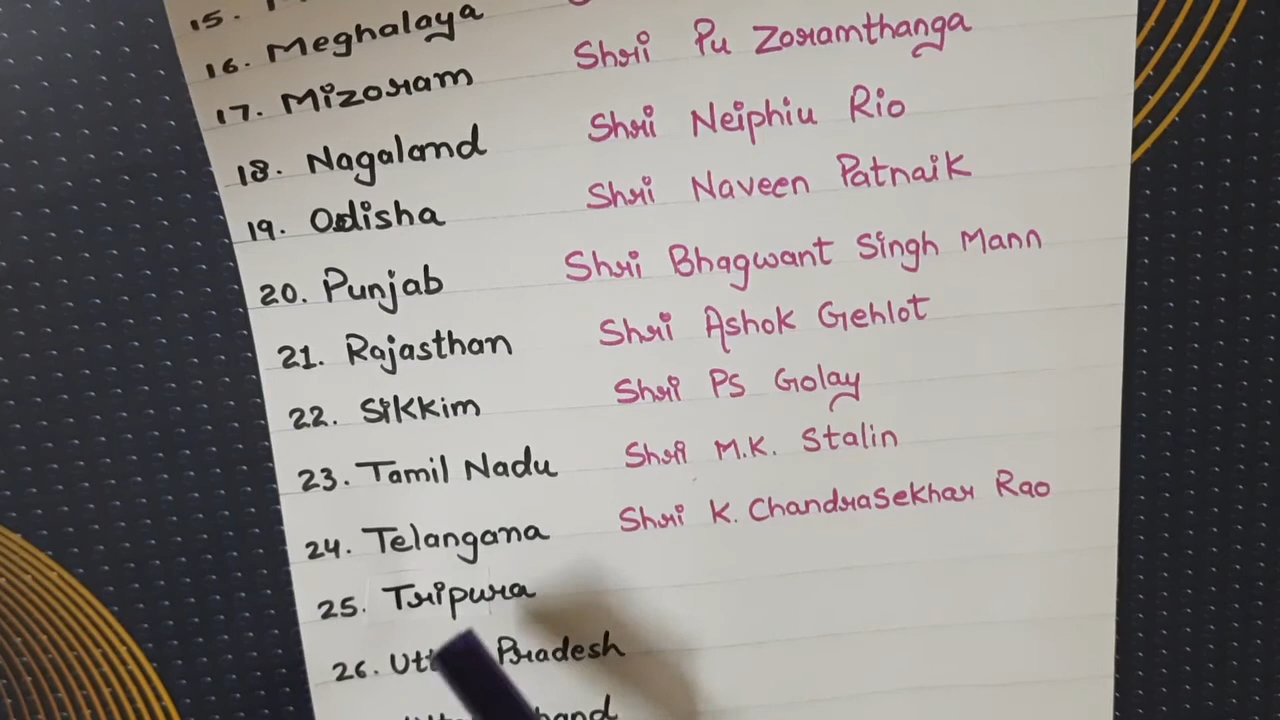 15.
16. Meghalaya
17. Mizoram Shri Pu Zoramthanga
18. Nagaland Shri Neiphiu Rio
19. Odisha Shri Naveen Patnaik
20. Punjab Shri Bhagwant Singh Mann
21. Rajasthan Shri Ashok Gehlot
22. Sikkim Shri PS Golay
23. Tamil Nadu Shri M.K. Stalin
24. Telangana Shri K. Chandrasekhar Rao
25. Tripura
26. Pradesh